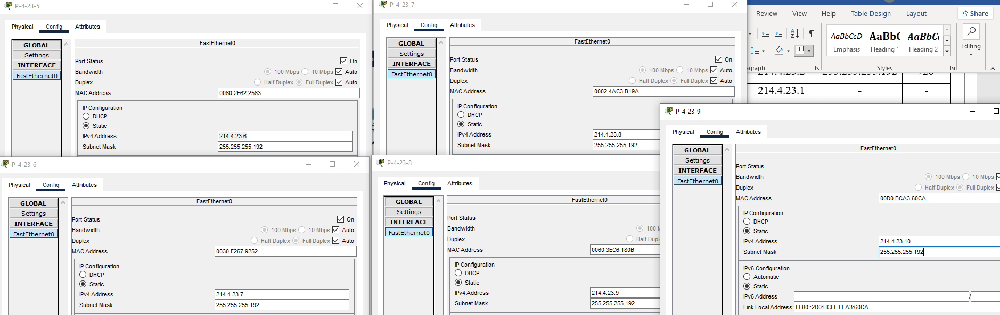 P-4-23-5
Physical Config Attributes
GLOBAL
Settings
INTERFACE
FastEthernet0
FastEthernet0
Port Status On
Bandwidth 100 Mbps 10 Mbps Auto
Duplex Half Duplex Full Duplex Auto
MAC Address 0060.2F62.2563
IP Configuration
DHCP
Static
IPv4 Address 214.4.23.6
Subnet Mask 255.255.255.192
P-4-23-7
Physical Config Attributes
GLOBAL
Settings
INTERFACE
FastEthernet0
FastEthernet0
Port Status On
Bandwidth 100 Mbps 10 Mbps Auto
Duplex Half Duplex Full Duplex Auto
MAC Address 0002.4AC3.B19A
IP Configuration
DHCP
Static
IPv4 Address 214.4.23.8
Subnet Mask 255.255.255.192
Review View Help Table Design Layout Share
AaBbCcD AaBb( AaBbC
Emphasis Heading 1 Heading 2
Editing
agraph Styles
214.4.23.2 255.255.255.192 /26
214.4.23.1 - -
P-4-23-6
Physical Config Attributes
GLOBAL
Settings
INTERFACE
FastEthernet0
FastEthernet0
Port Status On
Bandwidth 100 Mbps 10 Mbps Auto
Duplex Half Duplex Full Duplex Auto
MAC Address 0030.F267.9252
IP Configuration
DHCP
Static
IPv4 Address 214.4.23.7
Subnet Mask 255.255.255.192
P-4-23-8
Physical Config Attributes
GLOBAL
Settings
INTERFACE
FastEthernet0
FastEthernet0
Port Status
Bandwidth 100 M
Duplex Half Dupl
MAC Address 0060.3EC6.180B
IP Configuration
DHCP
Static
IPv4 Address 214.4.23.9
Subnet Mask 255.255.255.192
P-4-23-9
Physical Config Attributes
GLOBAL
Settings
INTERFACE
FastEthernet0
FastEthernet0
Port Status
Bandwidth 100 Mbps 10 Mbps
Duplex Half Duplex Full Duplex
MAC Address 00D0.BCA3.60CA
IP Configuration
DHCP
Static
IPv4 Address 214.4.23.10
Subnet Mask 255.255.255.192
IPv6 Configuration
Automatic
Static
IPv6 Address /
Link Local Address: FE80::2D0:BCFF:FEA3:60CA